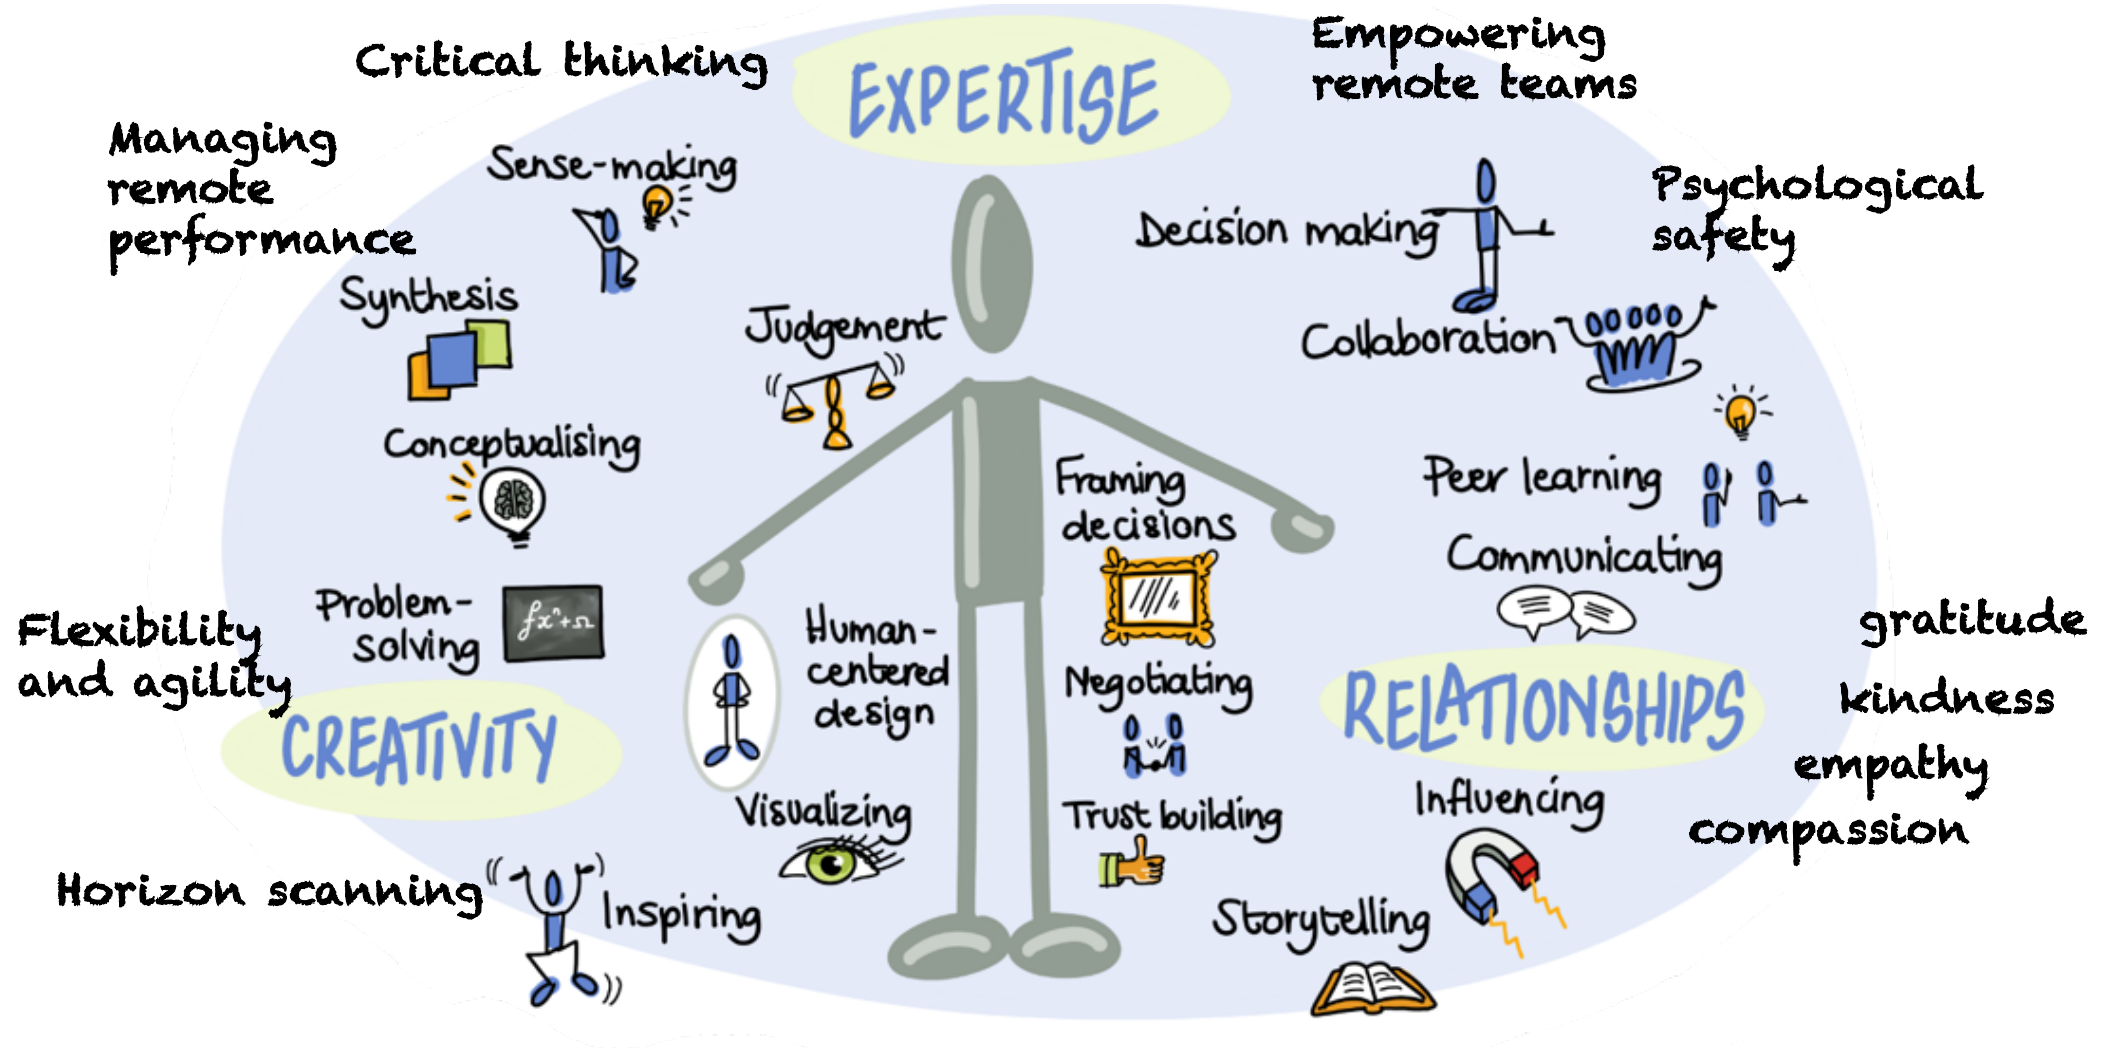 Critical thinking
EXPERTISE
Empowering
remote teams
Managing
remote
performance
Sense-making
Decision making
Psychological
safety
Synthesis
Judgement
Collaboration
Conceptualising
Framing
decisions
Peer learning
Communicating
Problem-
solving
fxⁿ+Ω
Flexibility
and agility
Human-
centered
design
Negotiating
gratitude
kindness
empathy
compassion
CREATIVITY
RELATIONSHIPS
Visualizing
Trust building
Influencing
Horizon scanning
Inspiring
Storytelling